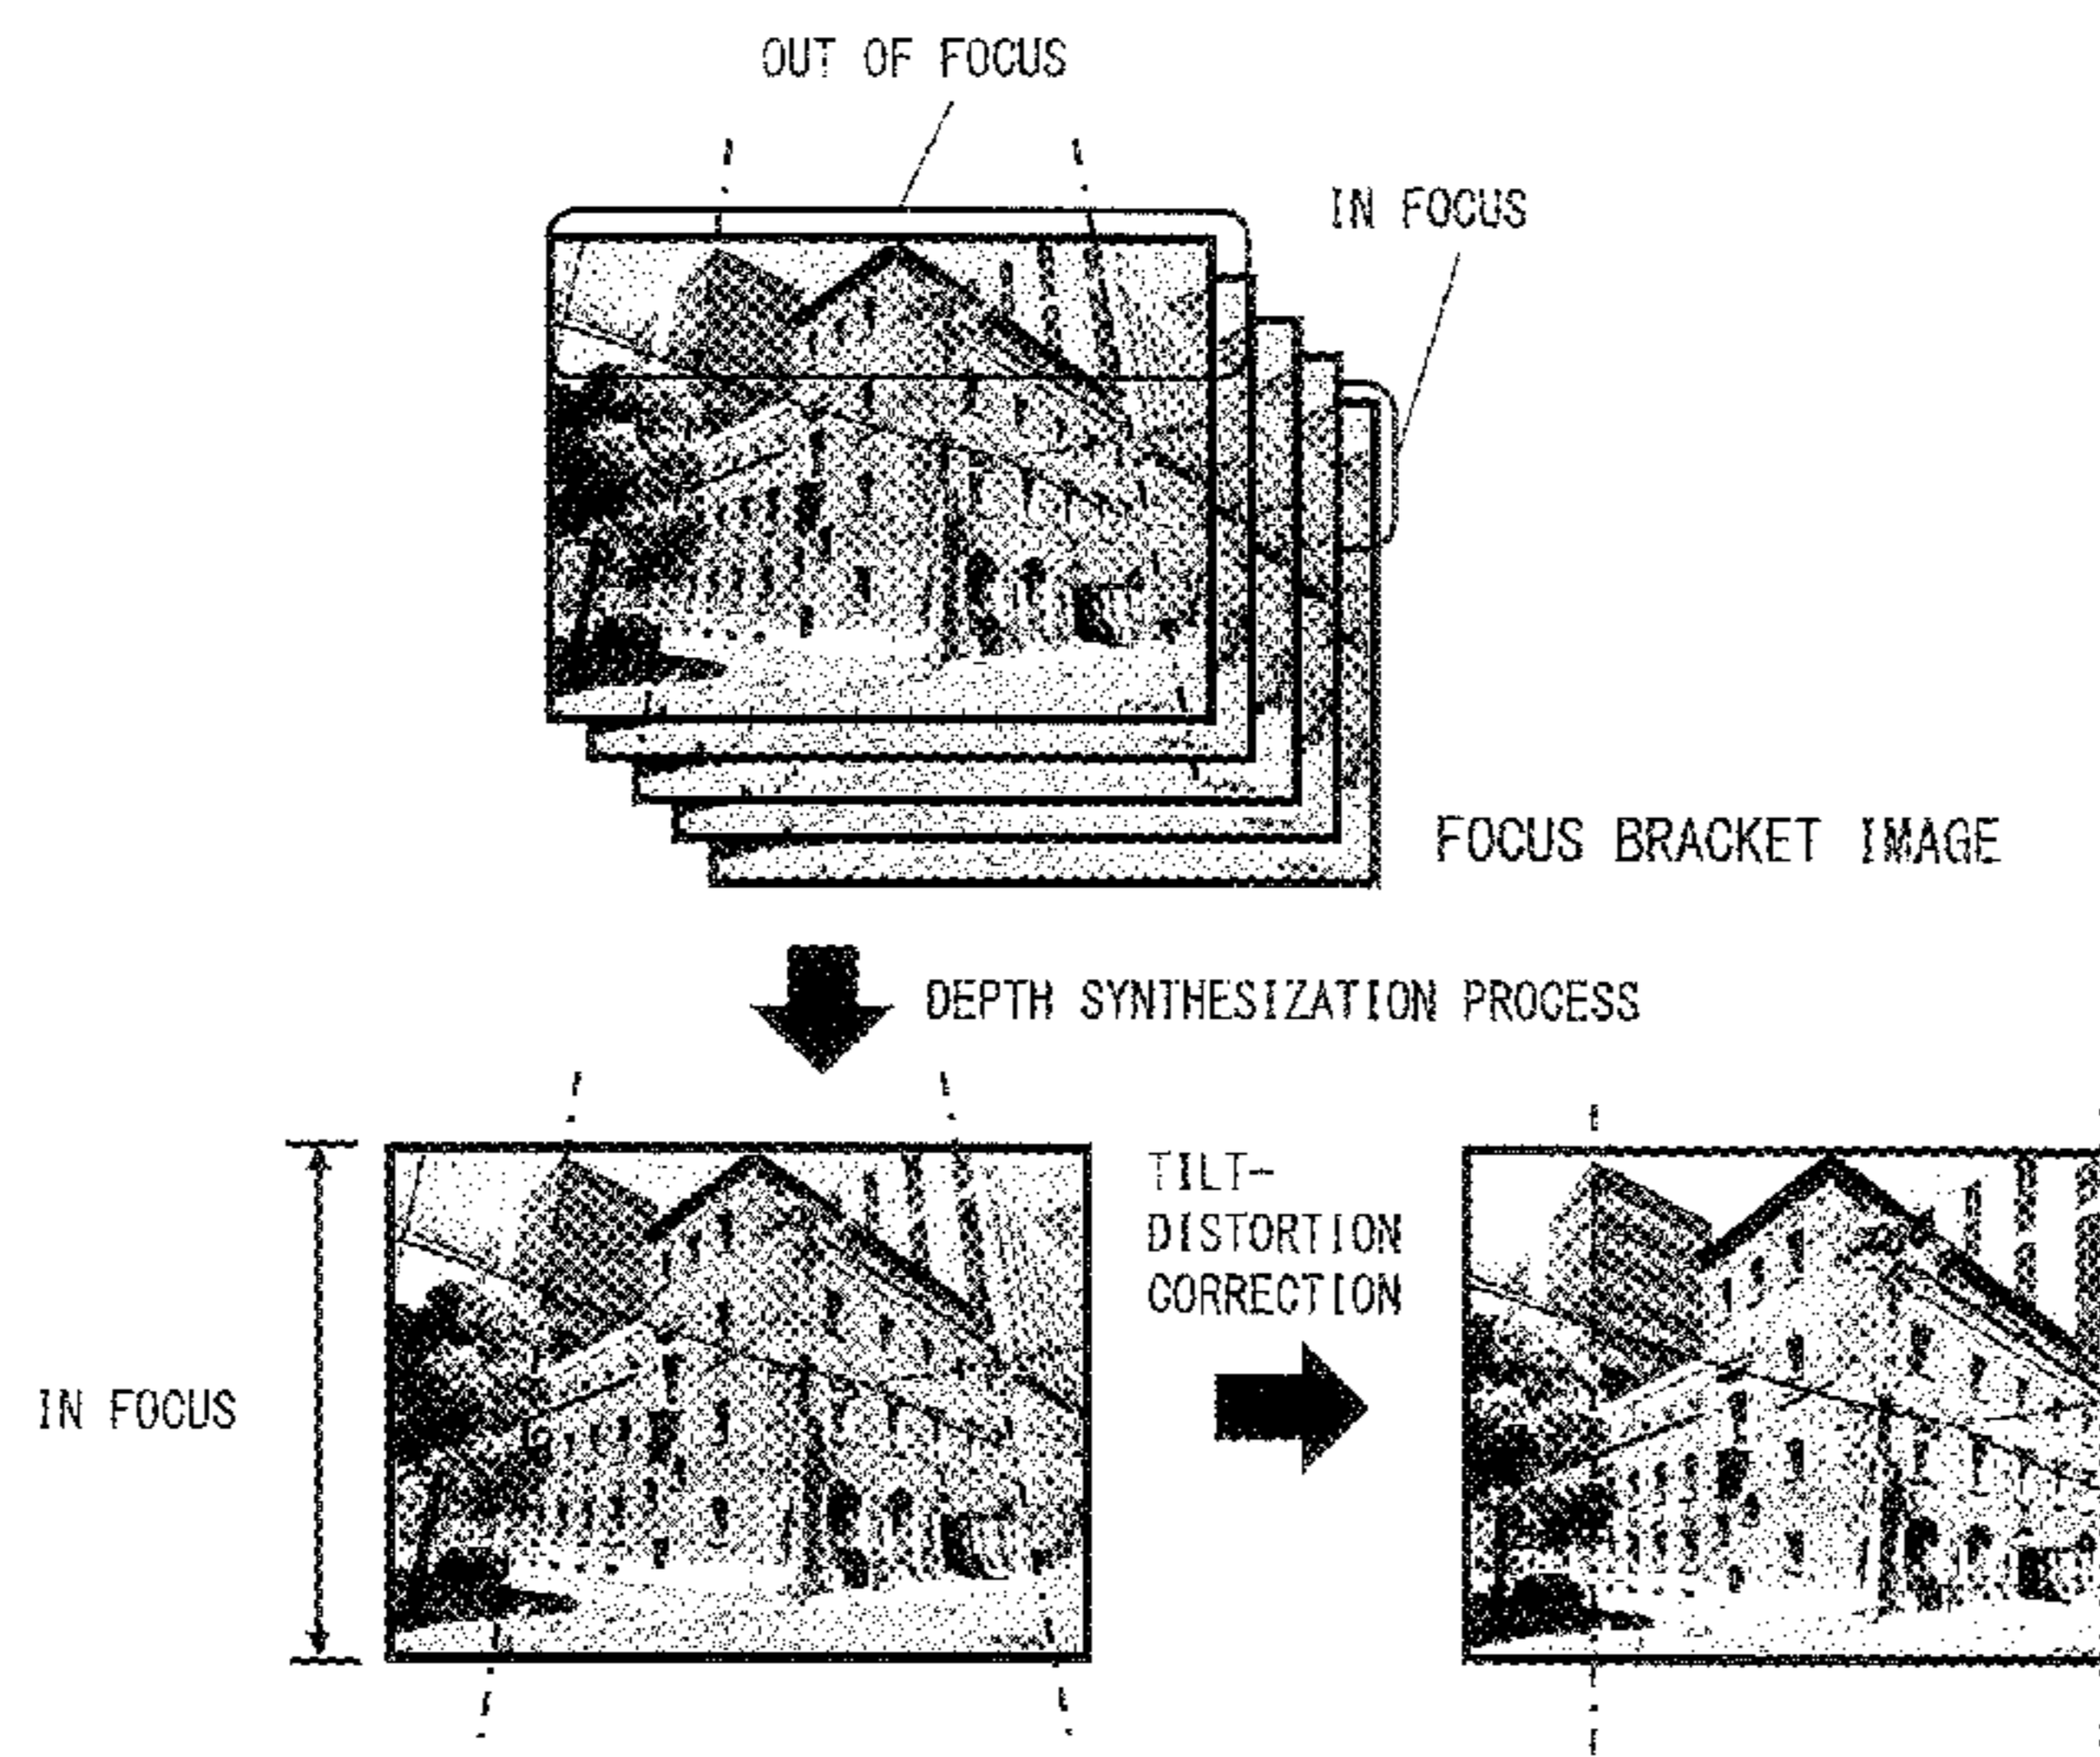 OUT OF FOCUS
IN FOCUS
FOCUS BRACKET IMAGE
DEPTH SYNTHESIZATION PROCESS
TILT-
DISTORTION
CORRECTION
IN FOCUS